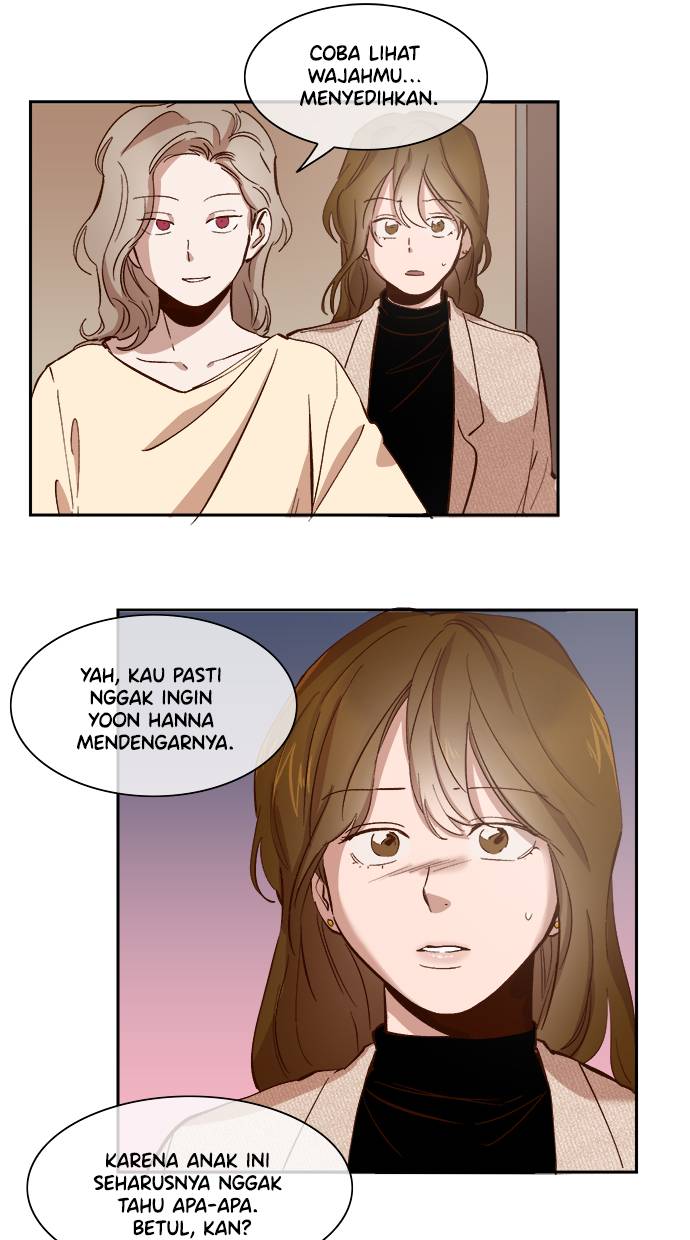 COBA LIHAT
WAJAHMU...
MENYEDIHKAN.
YAH, KAU PASTI
NGGAK INGIN
YOON HANNA
MENDENGARNYA.
KARENA ANAK INI
SEHARUSNYA NGGAK
TAHU APA-APA.
BETUL, KAN?